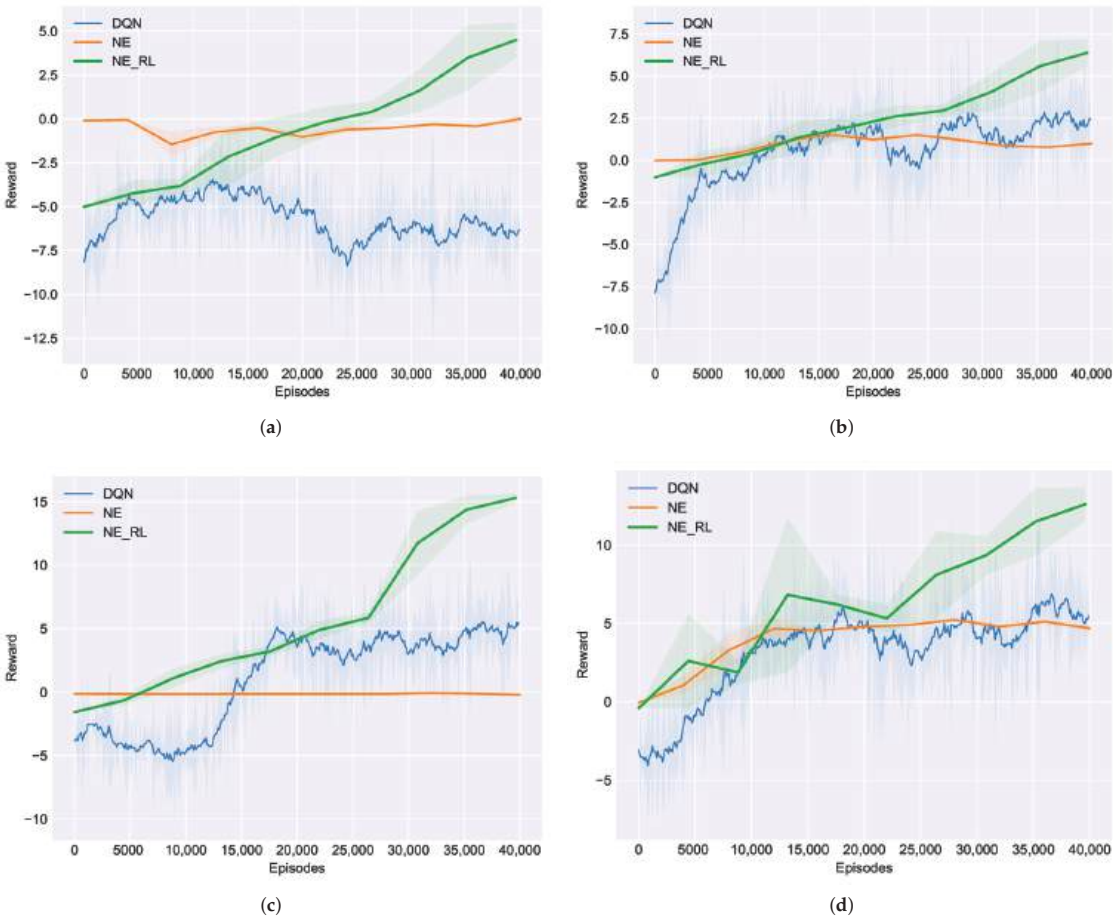 DQN
NE
NE_RL
5.0
2.5
0.0
−2.5
−5.0
−7.5
−10.0
−12.5
Reward
0 5000 10,000 15,000 20,000 25,000 30,000 35,000 40,000
Episodes
(a)
DQN
NE
NE_RL
7.5
5.0
2.5
0.0
−2.5
−5.0
−7.5
−10.0
Reward
0 5000 10,000 15,000 20,000 25,000 30,000 35,000 40,000
Episodes
(b)
DQN
NE
NE_RL
15
10
5
0
−5
−10
Reward
0 5000 10,000 15,000 20,000 25,000 30,000 35,000 40,000
Episodes
(c)
DQN
NE
NE_RL
10
5
0
−5
Reward
0 5000 10,000 15,000 20,000 25,000 30,000 35,000 40,000
Episodes
(d)